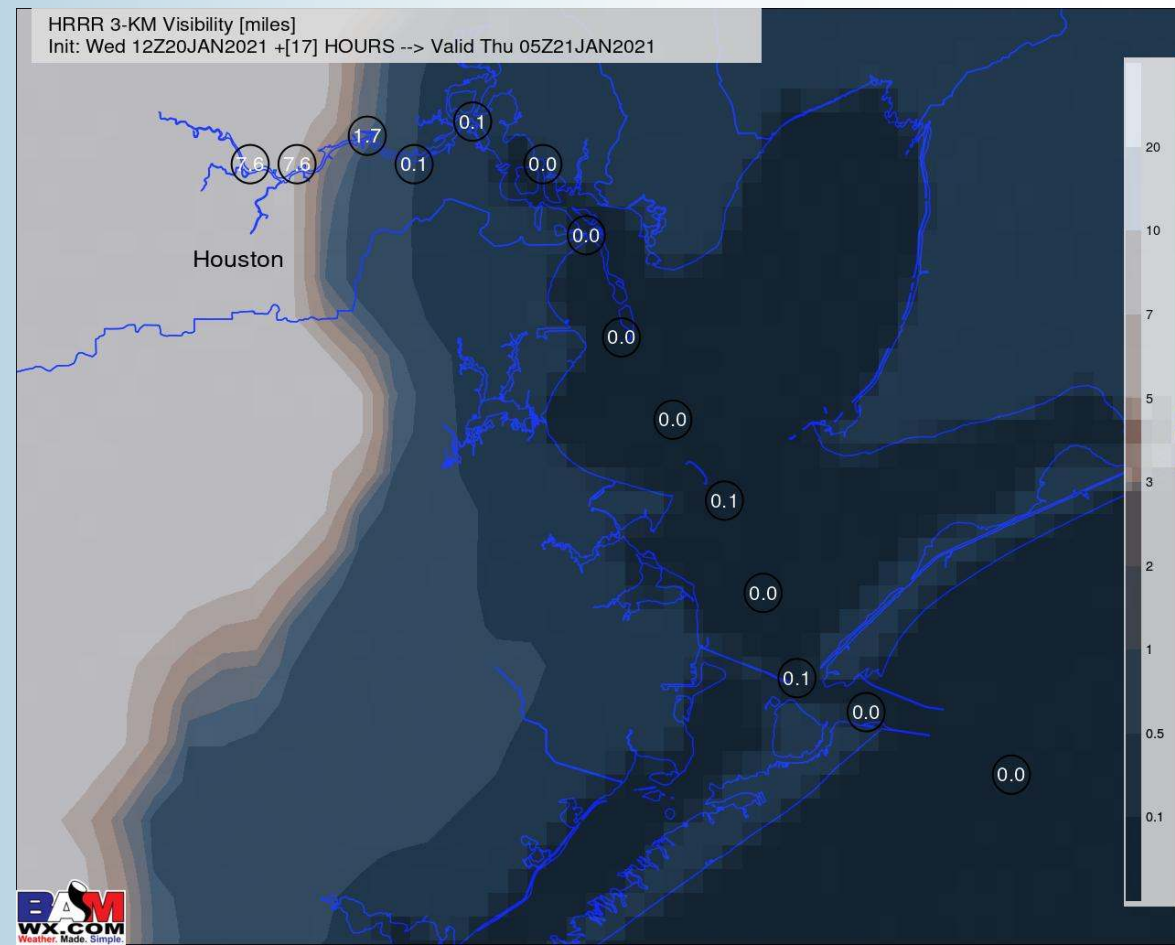 HRRR 3-KM Visibility [miles]
Init: Wed 12Z20JAN2021 +[17] HOURS --> Valid Thu 05Z21JAN2021
0.1
1.7
7.6 7.6 0.1 0.0
0.0
Houston
0.0
0.0
0.1
0.0
0.1
0.0
0.0
20
10
7
5
3
2
1
0.5
0.1
BAM
WX.COM
Weather. Made. Simple.